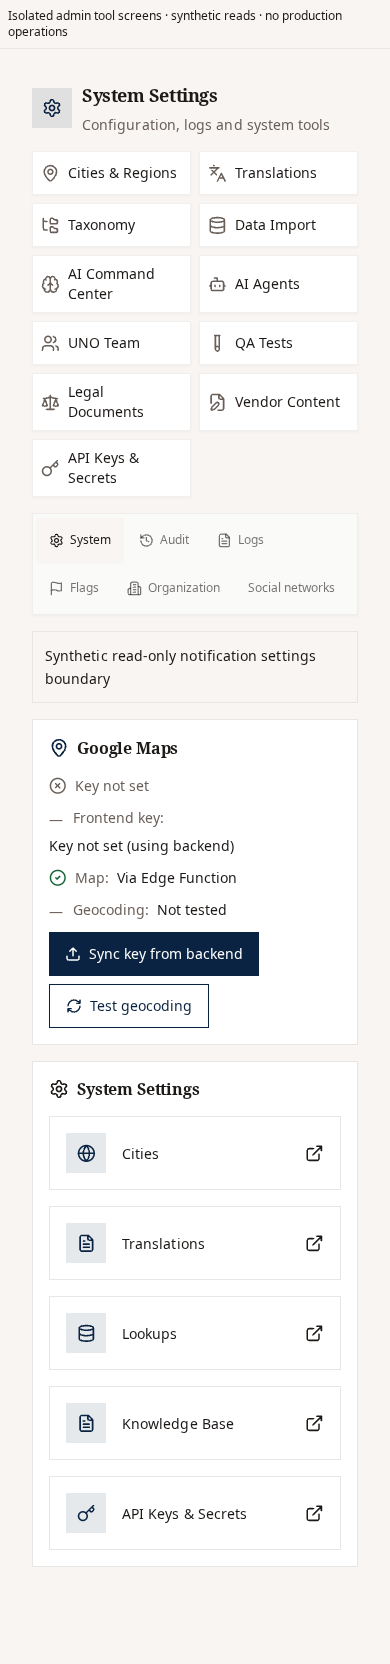 Isolated admin tool screens · synthetic reads · no production
operations
System Settings
Configuration, logs and system tools
Cities & Regions
Translations
Taxonomy
Data Import
AI Command
Center
AI Agents
UNO Team
QA Tests
Legal
Documents
Vendor Content
API Keys &
Secrets
System
Audit
Logs
Flags
Organization
Social networks
Synthetic read-only notification settings
boundary
Google Maps
Key not set
— Frontend key:
Key not set (using backend)
Map: Via Edge Function
— Geocoding: Not tested
Sync key from backend
Test geocoding
System Settings
Cities
Translations
Lookups
Knowledge Base
API Keys & Secrets